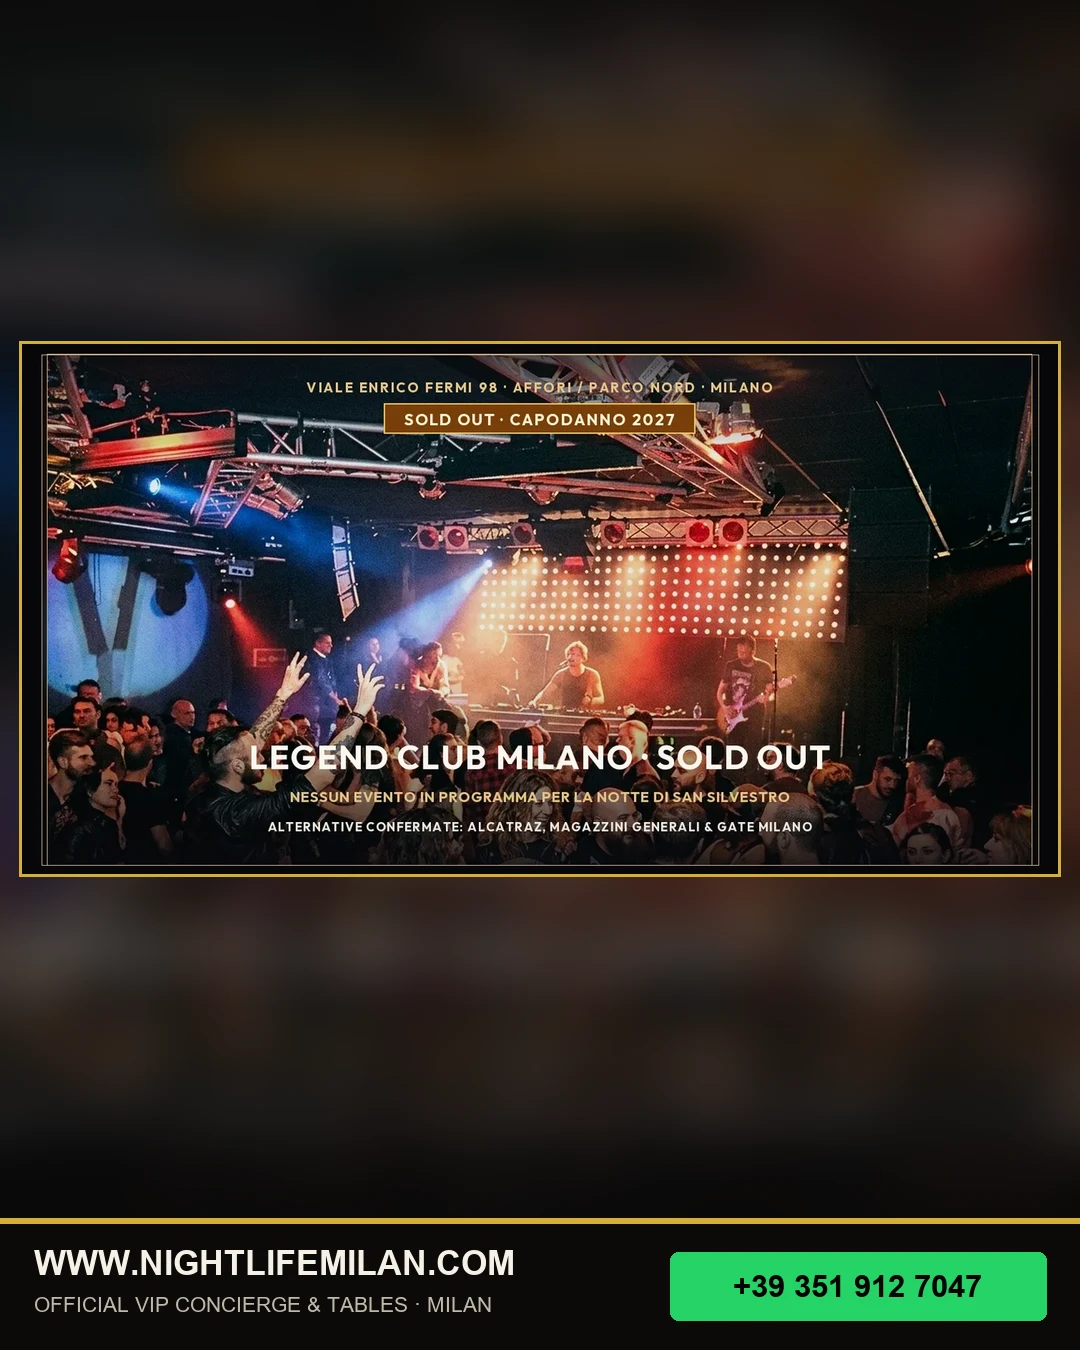 VIALE ENRICO FERMI 98 · AFFORI / PARCO NORD · MILANO
SOLD OUT · CAPODANNO 2027
LEGEND CLUB MILANO · SOLD OUT
NESSUN EVENTO IN PROGRAMMA PER LA NOTTE DI SAN SILVESTRO
ALTERNATIVE CONFERMATE: ALCATRAZ, MAGAZZINI GENERALI & GATE MILANO
WWW.NIGHTLIFEMILAN.COM
OFFICIAL VIP CONCIERGE & TABLES · MILAN
+39 351 912 7047